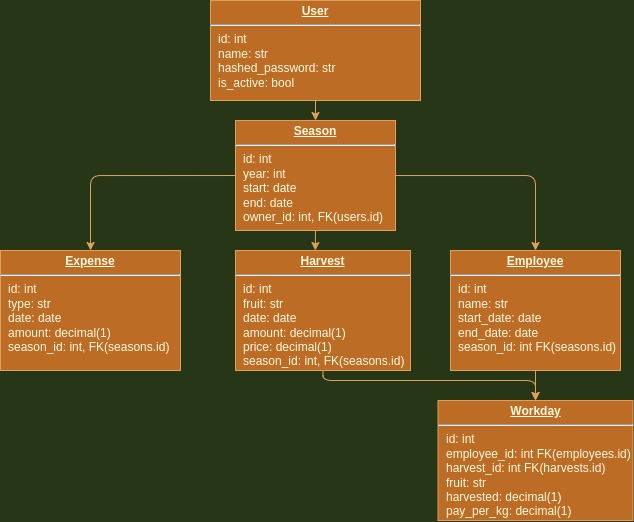 User
id: int
name: str
hashed_password: str
is_active: bool
Season
id: int
year: int
start: date
end: date
owner_id: int, FK(users.id)
Expense
id: int
type: str
date: date
amount: decimal(1)
season_id: int, FK(seasons.id)
Harvest
id: int
fruit: str
date: date
amount: decimal(1)
price: decimal(1)
season_id: int, FK(seasons.id)
Employee
id: int
name: str
start_date: date
end_date: date
season_id: int FK(seasons.id)
Workday
id: int
employee_id: int FK(employees.id)
harvest_id: int FK(harvests.id)
fruit: str
harvested: decimal(1)
pay_per_kg: decimal(1)